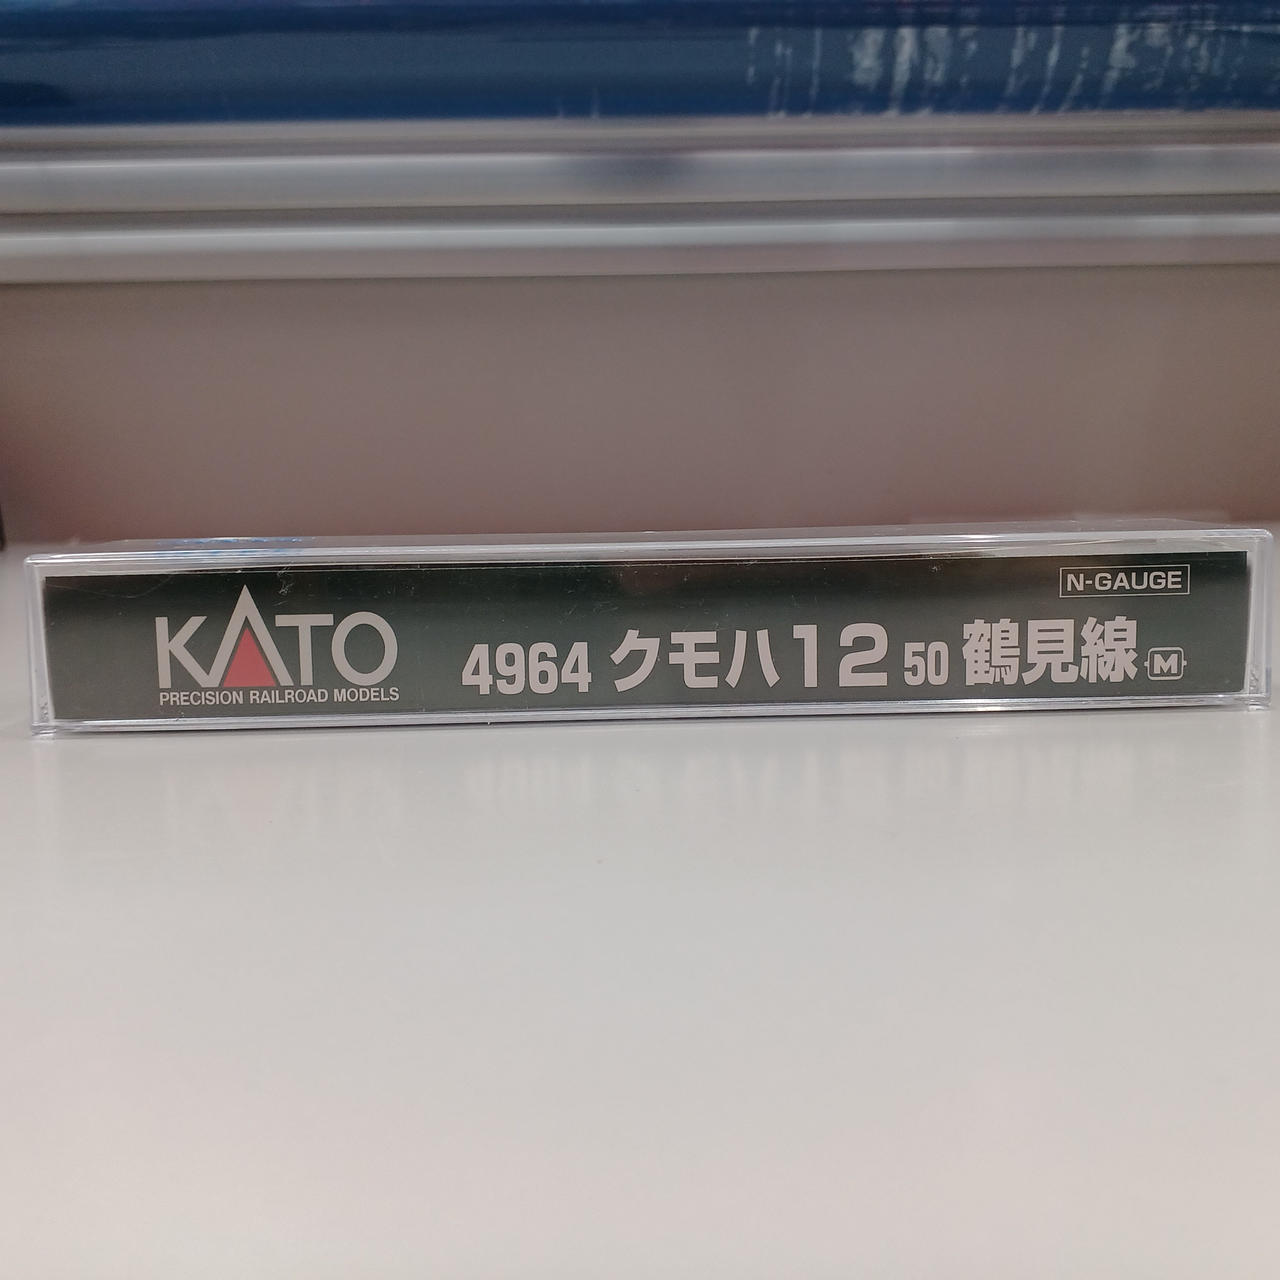 KATO
PRECISION RAILROAD MODELS
N-GAUGE
4964 クモハ12 50 鶴見線 M